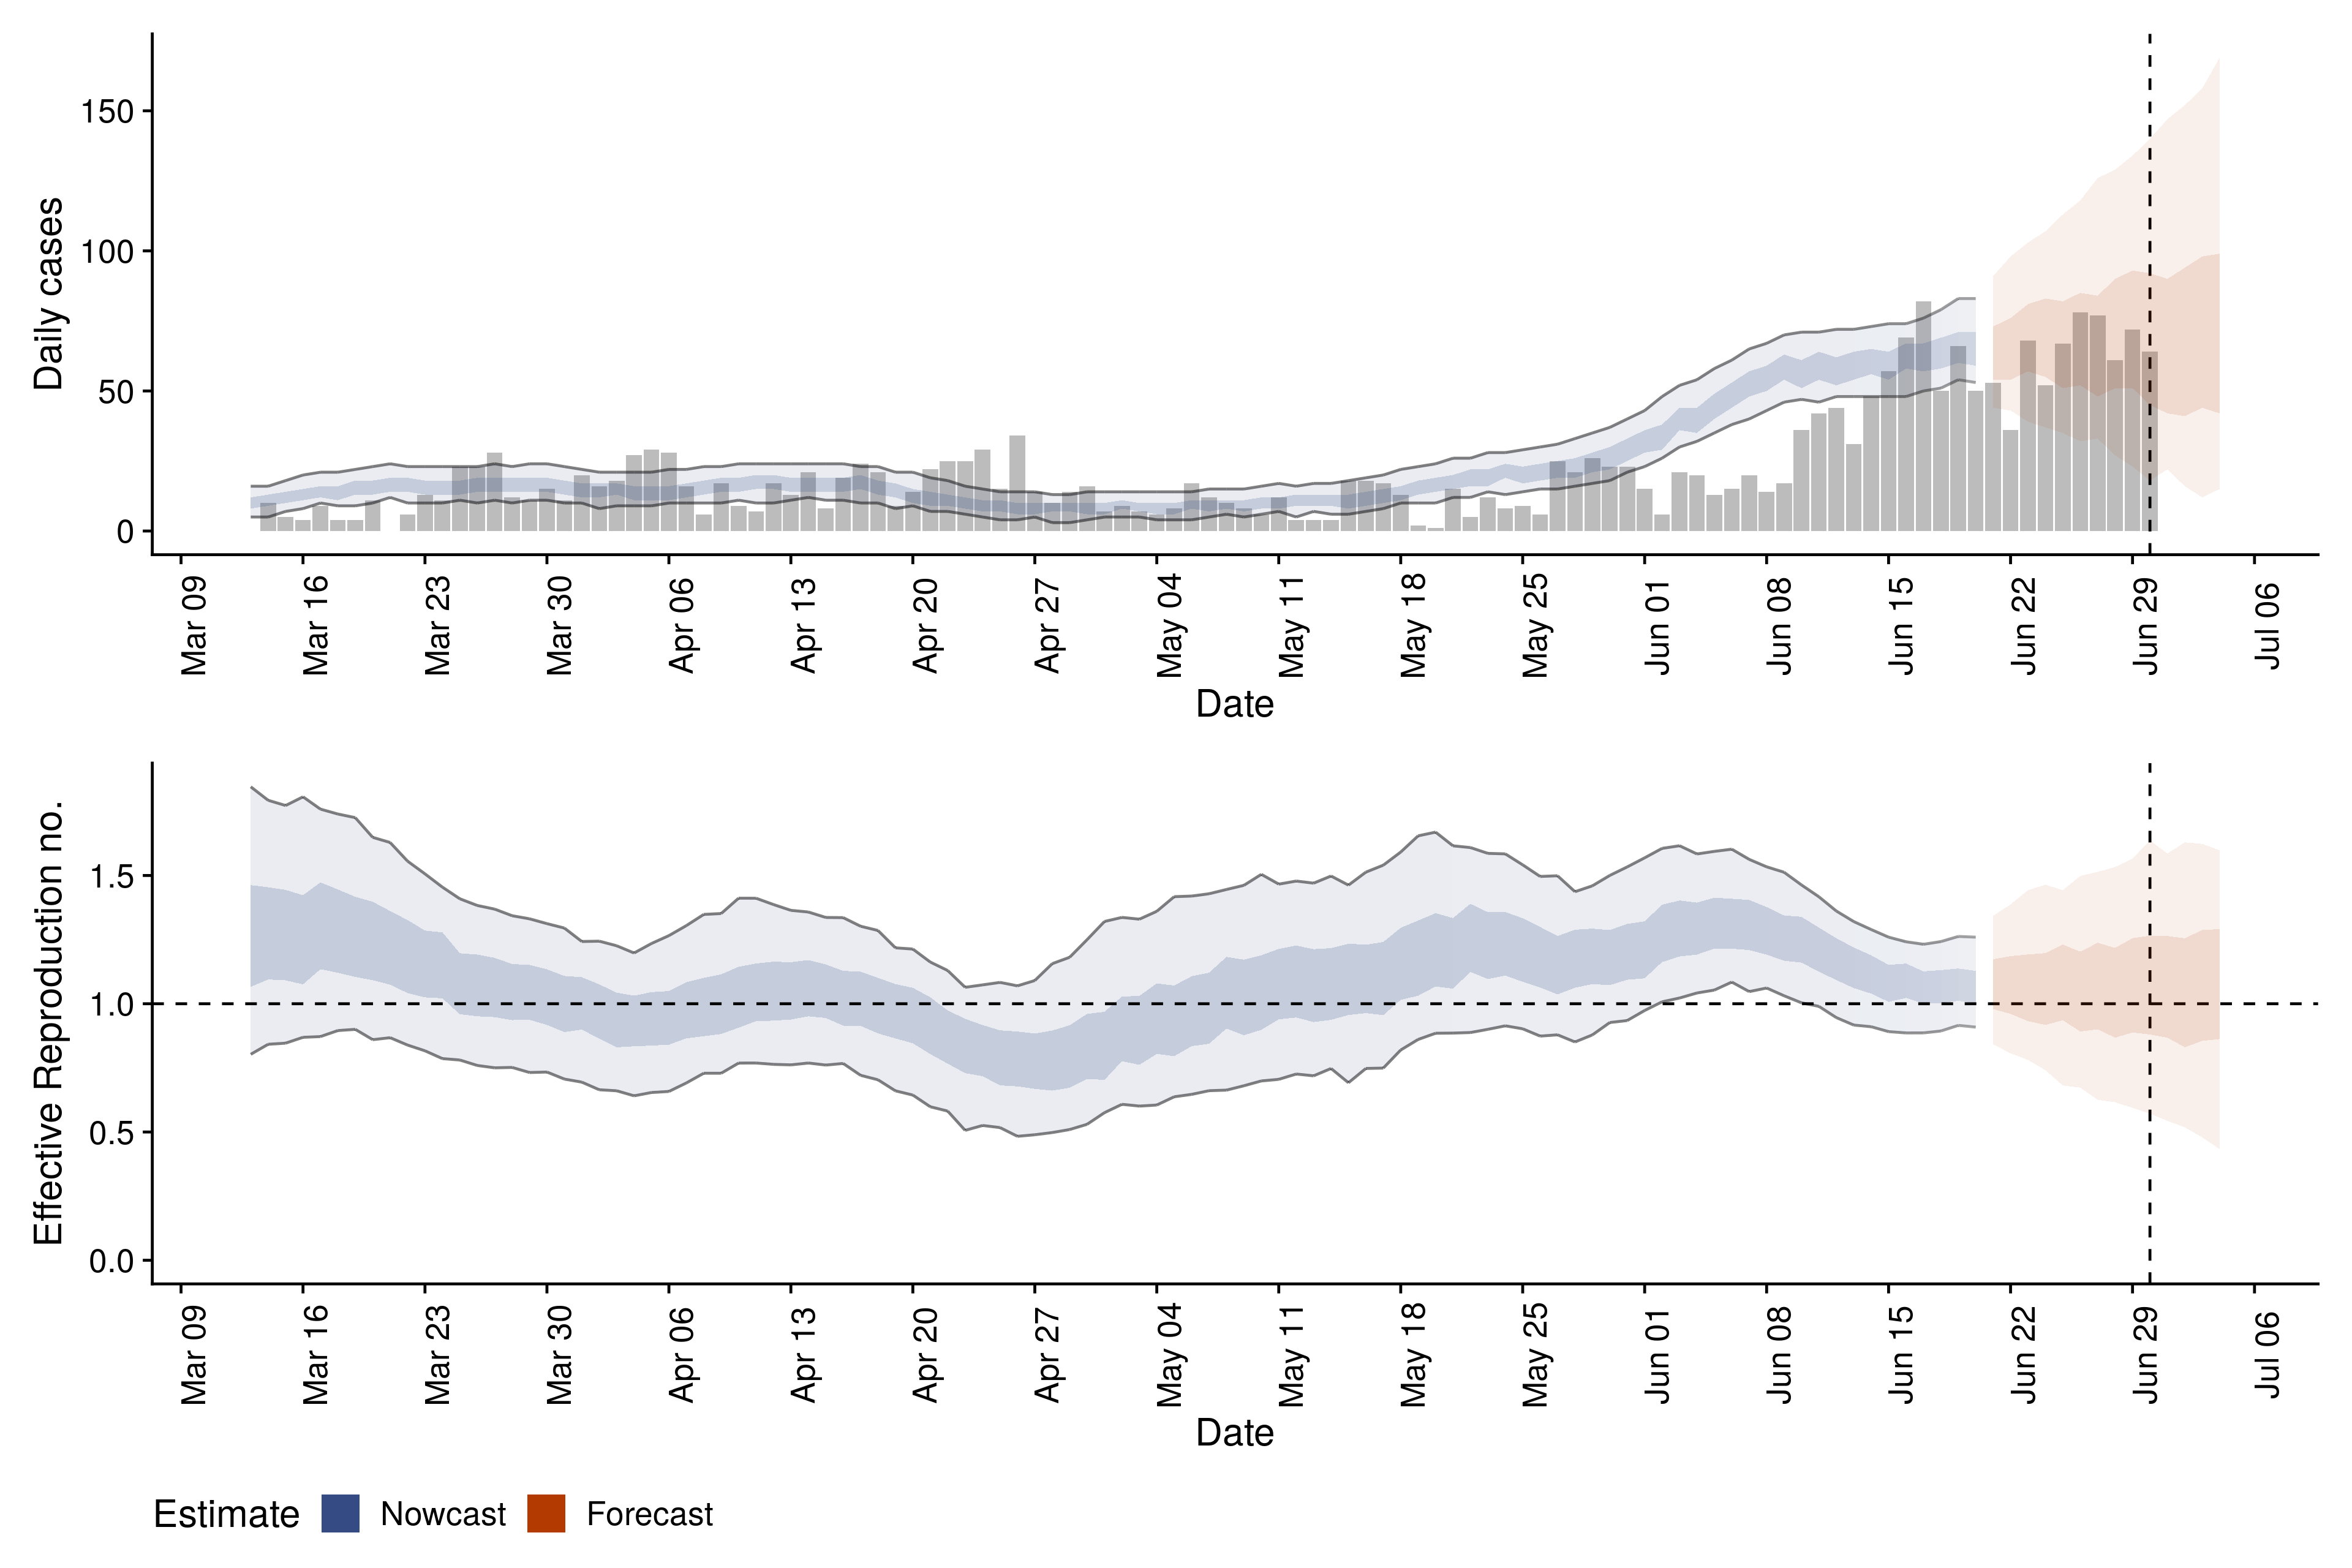 Daily cases
150
100
50
0
Mar 09
Mar 16
Mar 23
Mar 30
Apr 06
Apr 13
Apr 20
Apr 27
May 04
May 11
May 18
May 25
Jun 01
Jun 08
Jun 15
Jun 22
Jun 29
Jul 06
Date
Effective Reproduction no.
1.5
1.0
0.5
0.0
Mar 09
Mar 16
Mar 23
Mar 30
Apr 06
Apr 13
Apr 20
Apr 27
May 04
May 11
May 18
May 25
Jun 01
Jun 08
Jun 15
Jun 22
Jun 29
Jul 06
Date
Estimate Nowcast Forecast